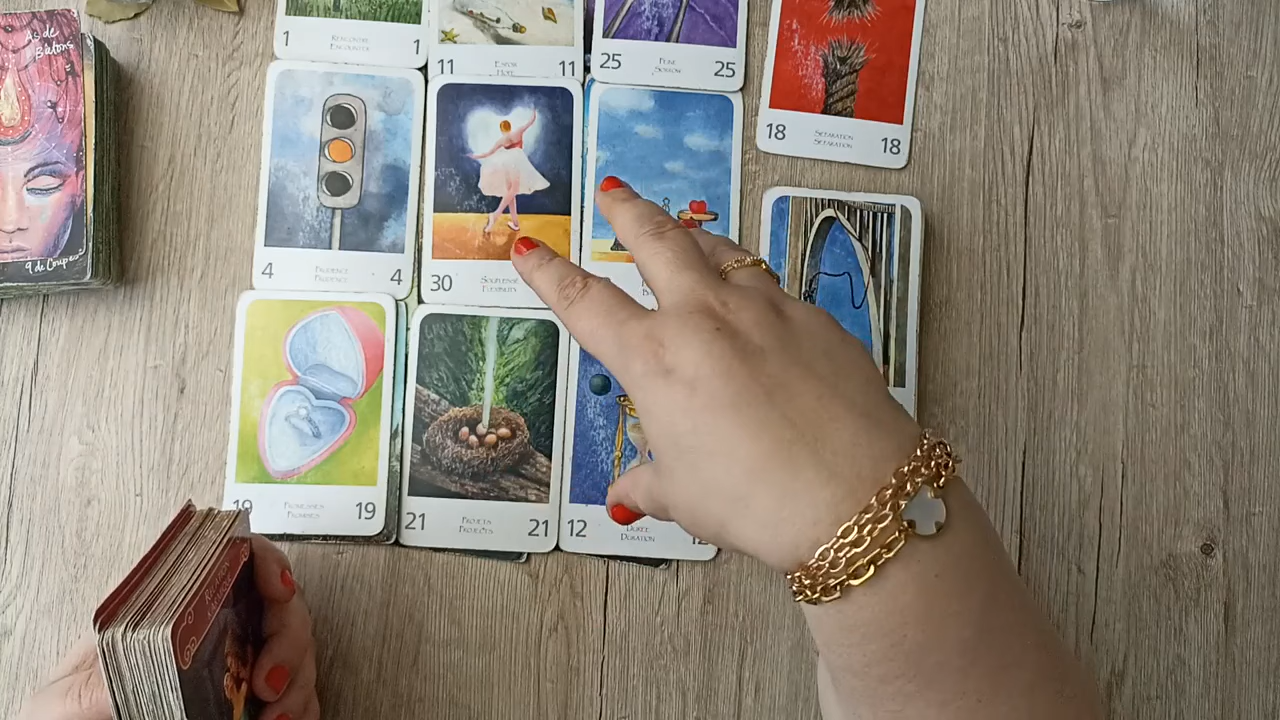 As de
Bâtons
9 de Coupe
1 RENCONTRE 1
ENCOUNTER
11 ESPOIR 11
HOPE
25 PEINE 25
SORROW
18 SÉPARATION 18
SEPARATION
4 PRUDENCE 4
PRUDENCE
30 SOUPLESSE
FLEXIBILITY
19 PROMESSES 19
PROMISES
21 PROJETS 21
PROJECTS
12 DURÉE 12
DURATION